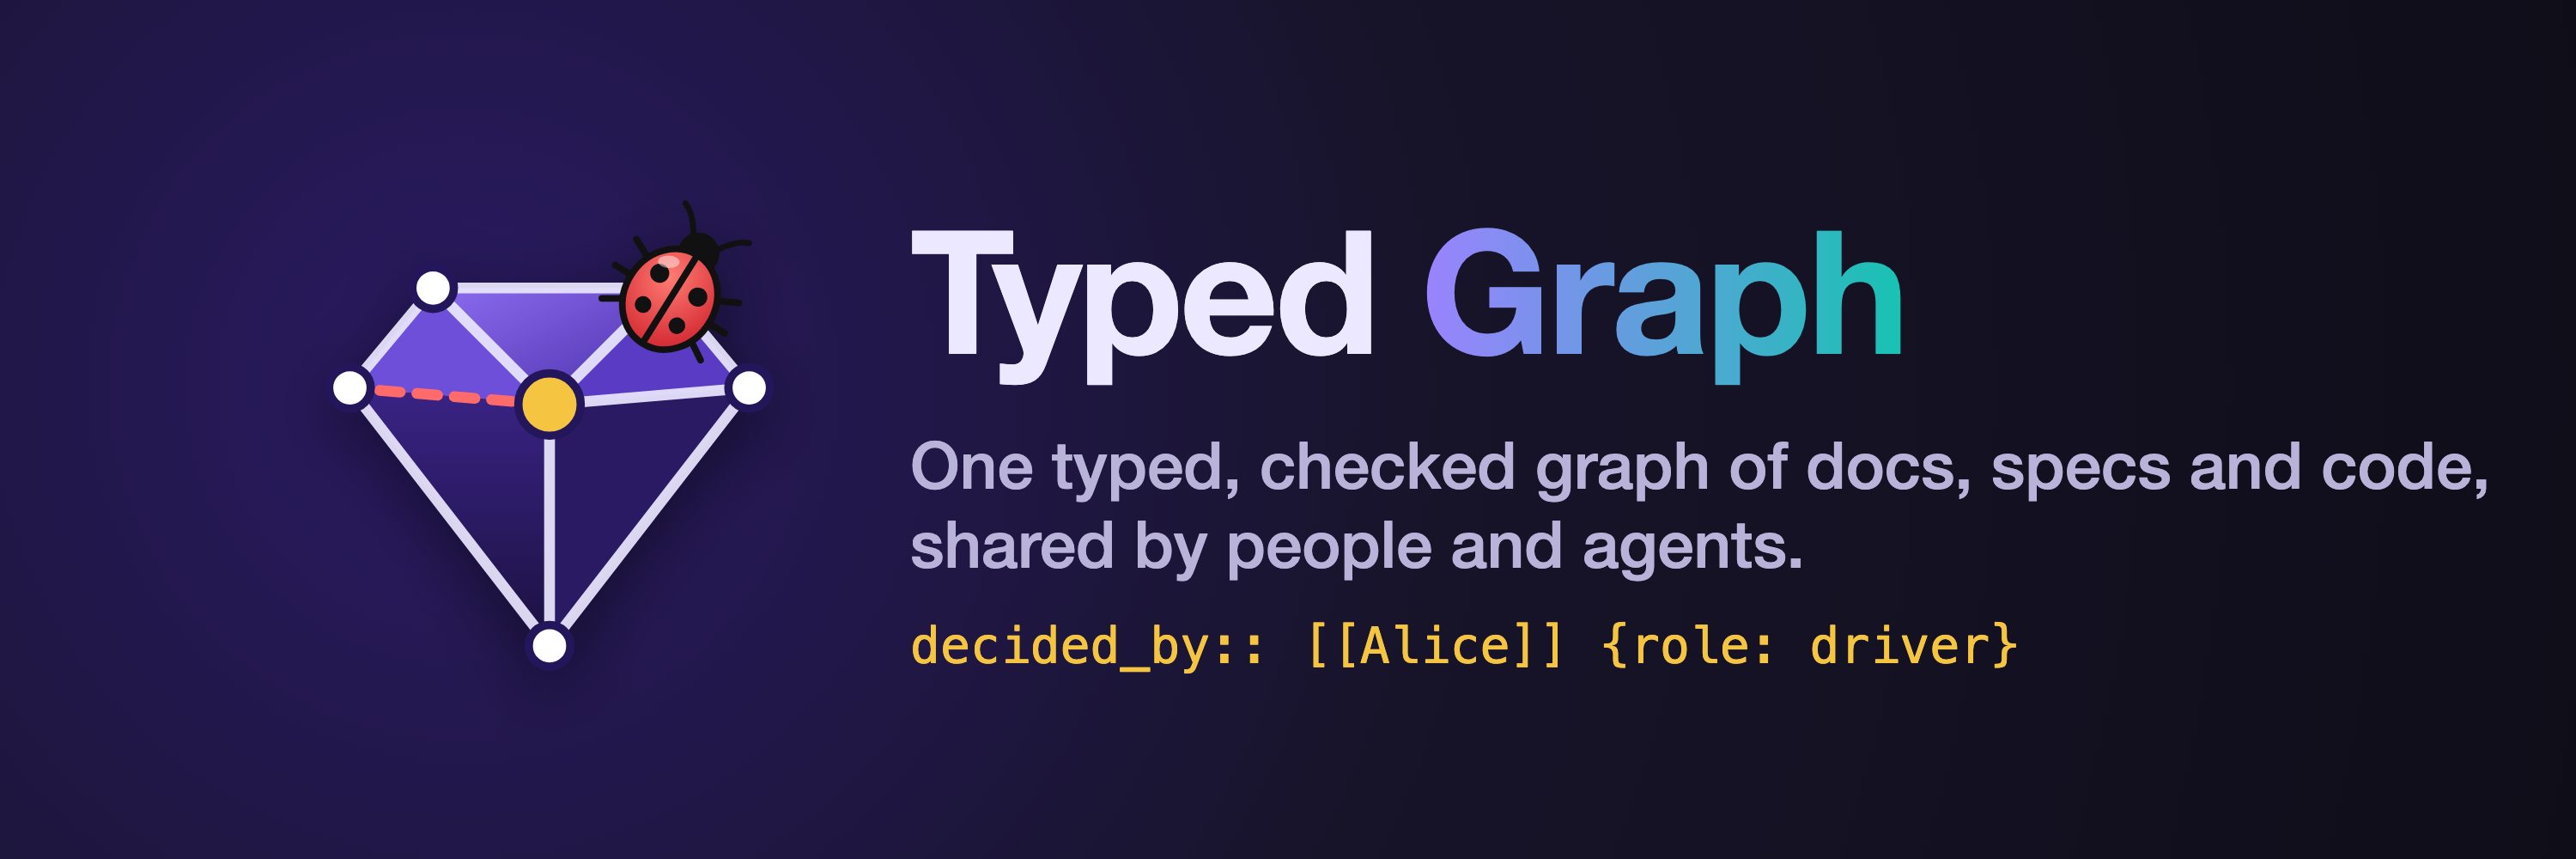 Typed Graph
One typed, checked graph of docs, specs and code,
shared by people and agents.
decided_by:: [[Alice]] {role: driver}